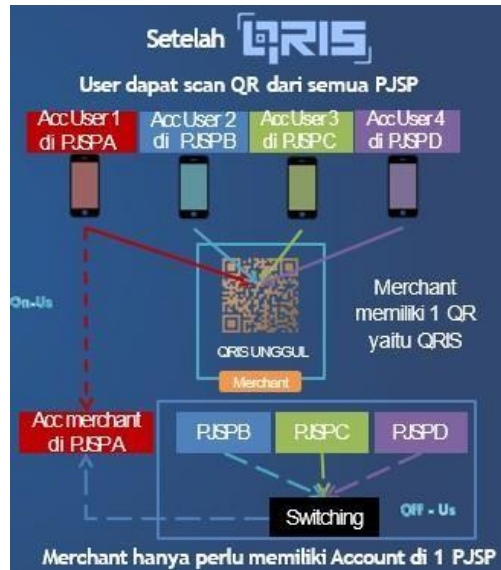 Setelah QRIS
User dapat scan QR dari semua PJSP
Acc User 1 di PJSPA
Acc User 2 di PJSPB
Acc User 3 di PJSPC
Acc User 4 di PJSPD
On-Us
QRIS UNGGUL
Merchant
Merchant
memiliki 1 QR
yaitu QRIS
Acc merchant
di PJSPA
PJSPB
PJSPC
PJSPD
Switching
Off - Us
Merchant hanya perlu memiliki Account di 1 PJSP